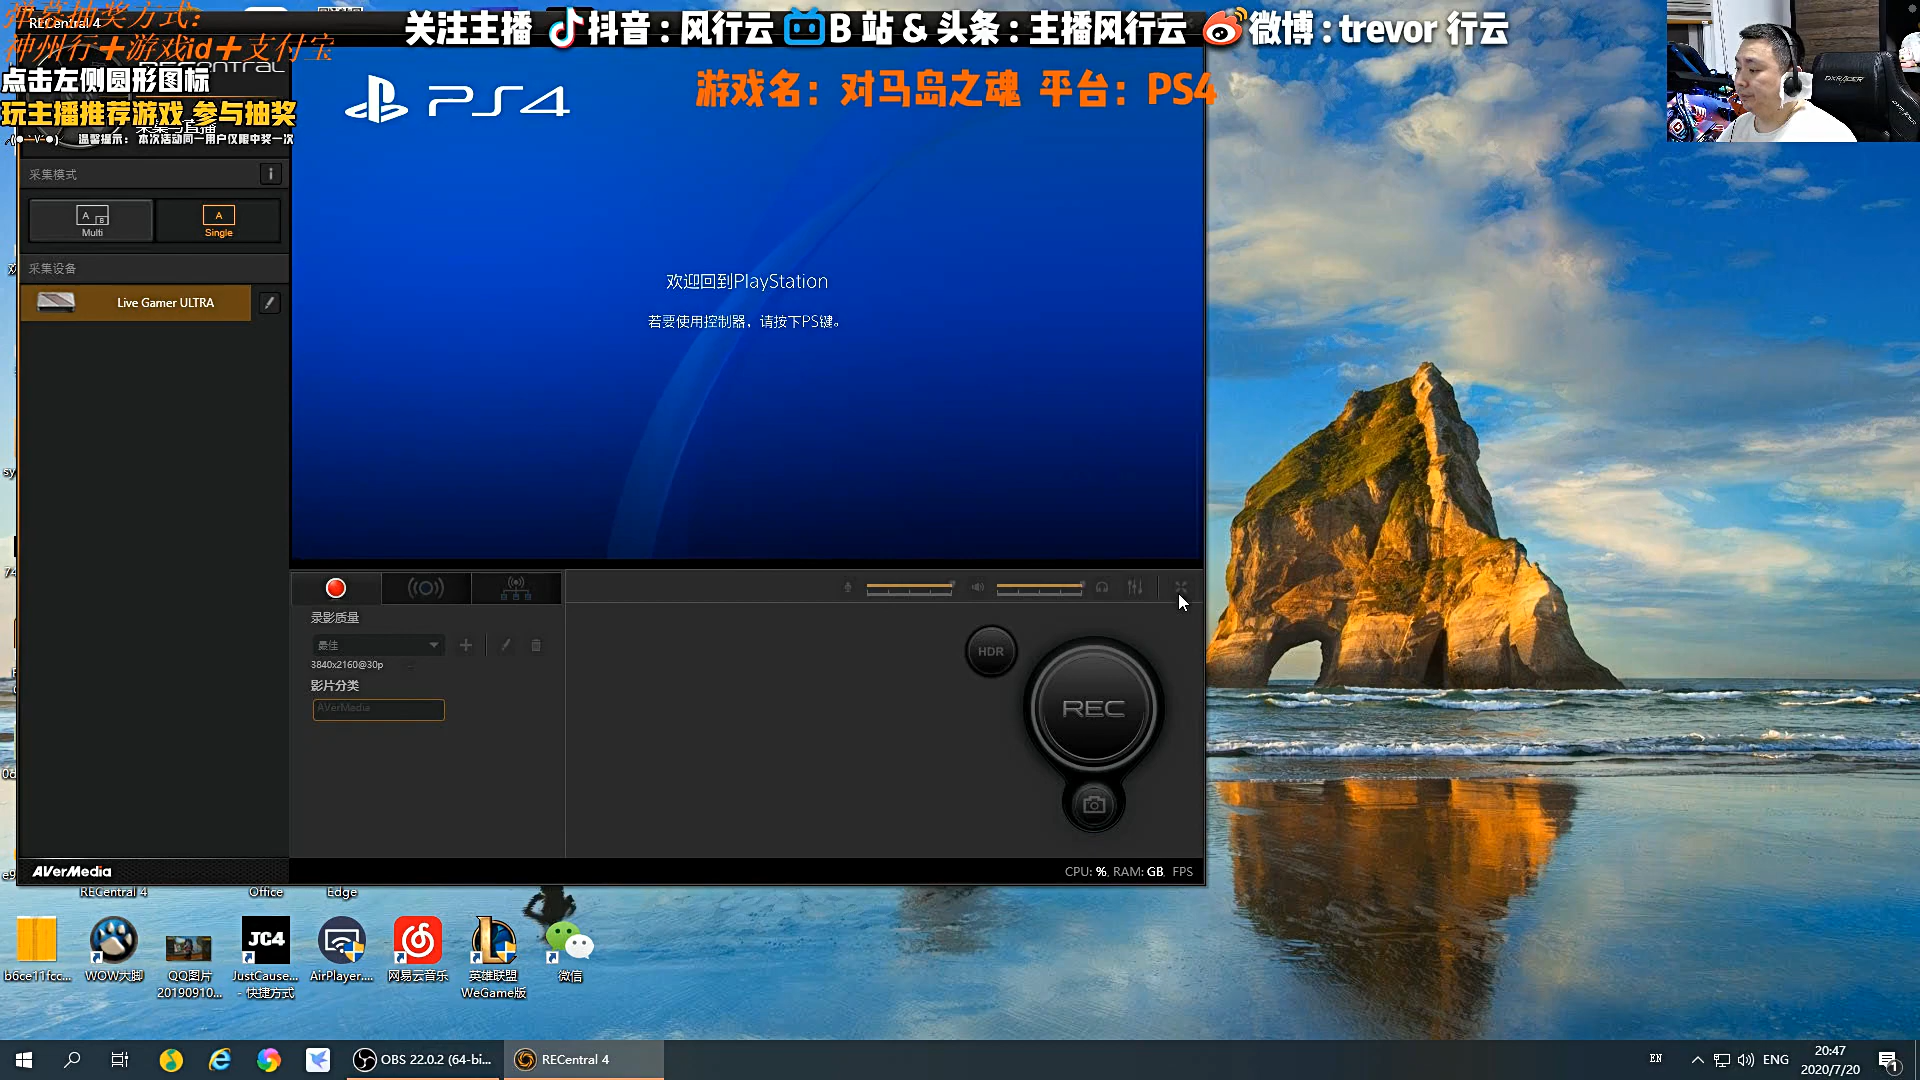 弹幕抽奖方式：
RECentral 4
神州行+游戏id+支付宝
RECENTRAL
点击左侧圆形图标
玩主播推荐游戏 参与抽奖
采集与直播
温馨提示： 本次活动同一用户仅限中奖一次
关注主播 抖音：风行云 B 站 & 头条：主播风行云 微博：trevor 行云
游戏名：对马岛之魂 平台：PS4
PS4
DXRACER
采集模式
i
A B
Multi
A
Single
采集设备
Live Gamer ULTRA
欢迎回到PlayStation
若要使用控制器，请按下PS键。
录影质量
最佳
3840x2160@30p
影片分类
AVerMedia
HDR
REC
AVerMedia
CPU: %, RAM: GB, FPS
RECentral 4
Office
Edge
JC4
b6ce11fcc...
WOW大脚
QQ图片
20190910...
JustCause...
- 快捷方式
AirPlayer....
网易云音乐
英雄联盟
WeGame版
微信
OBS 22.0.2 (64-bi...
RECentral 4
EN
ENG
20:47
2020/7/20
1